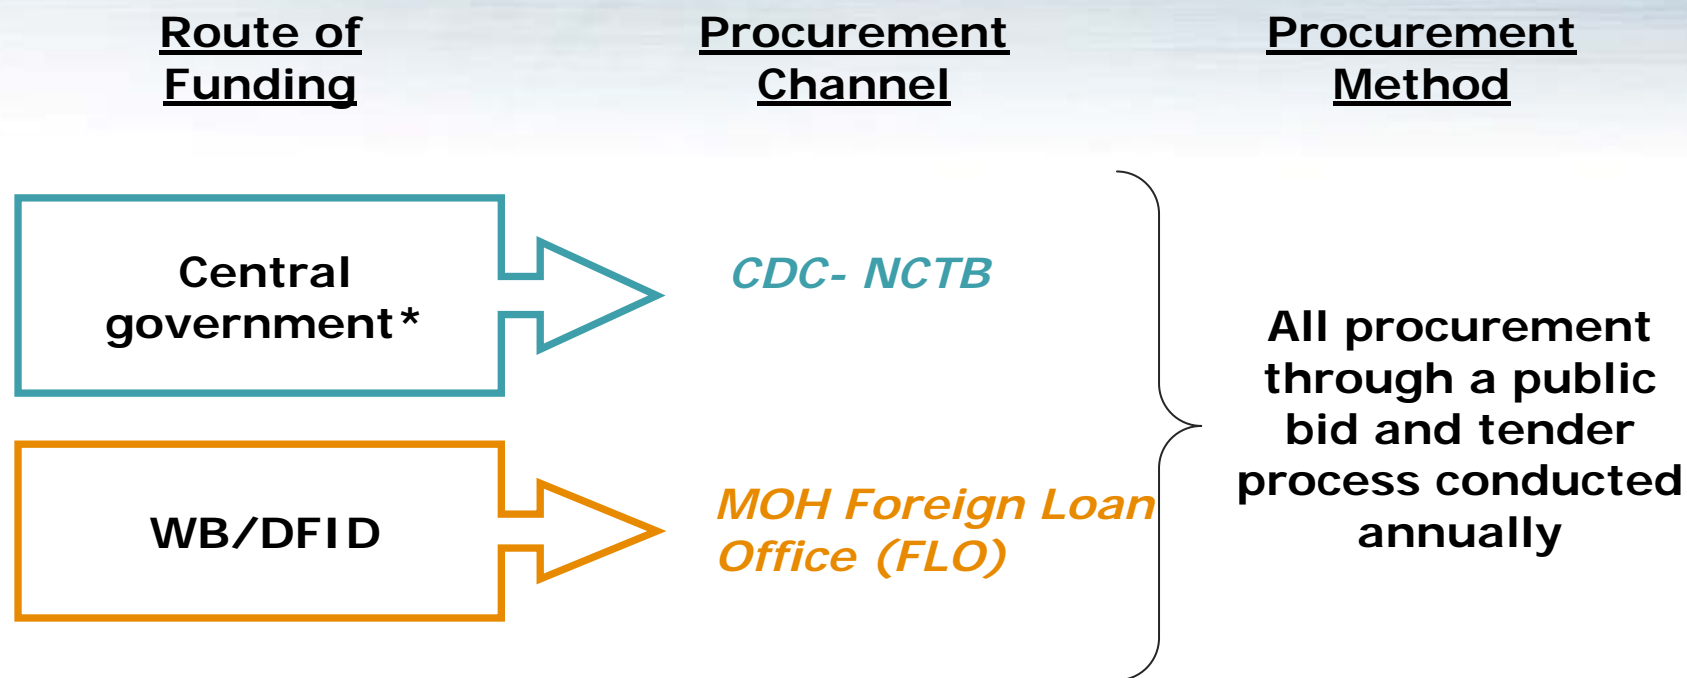 Route of
Funding
Procurement
Channel
Procurement
Method
Central
government*
CDC- NCTB
WB/DFID
MOH Foreign Loan
Office (FLO)
All procurement
through a public
bid and tender
process conducted
annually